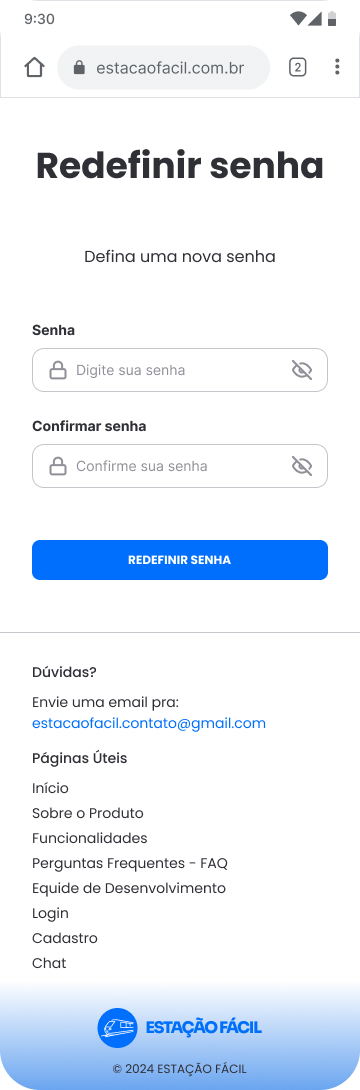 9:30
estacaofacil.com.br
2
Redefinir senha
Defina uma nova senha
Senha
Digite sua senha
Confirmar senha
Confirme sua senha
REDEFINIR SENHA
Dúvidas?
Envie uma email pra:
estacaofacil.contato@gmail.com
Páginas Úteis
Início
Sobre o Produto
Funcionalidades
Perguntas Frequentes - FAQ
Equide de Desenvolvimento
Login
Cadastro
Chat
ESTAÇÃO FÁCIL
© 2024 ESTAÇÃO FÁCIL